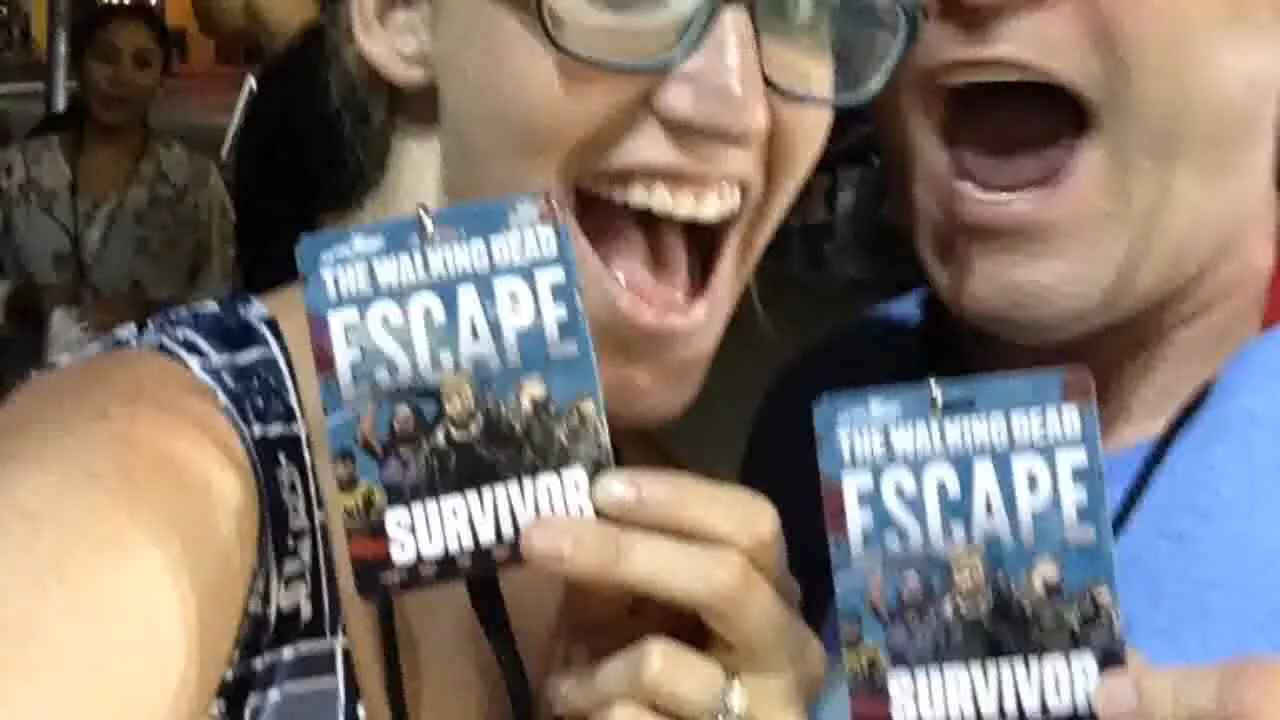 THE WALKING DEAD
ESCAPE
SURVIVOR
THE WALKING DEAD
ESCAPE
SURVIVOR